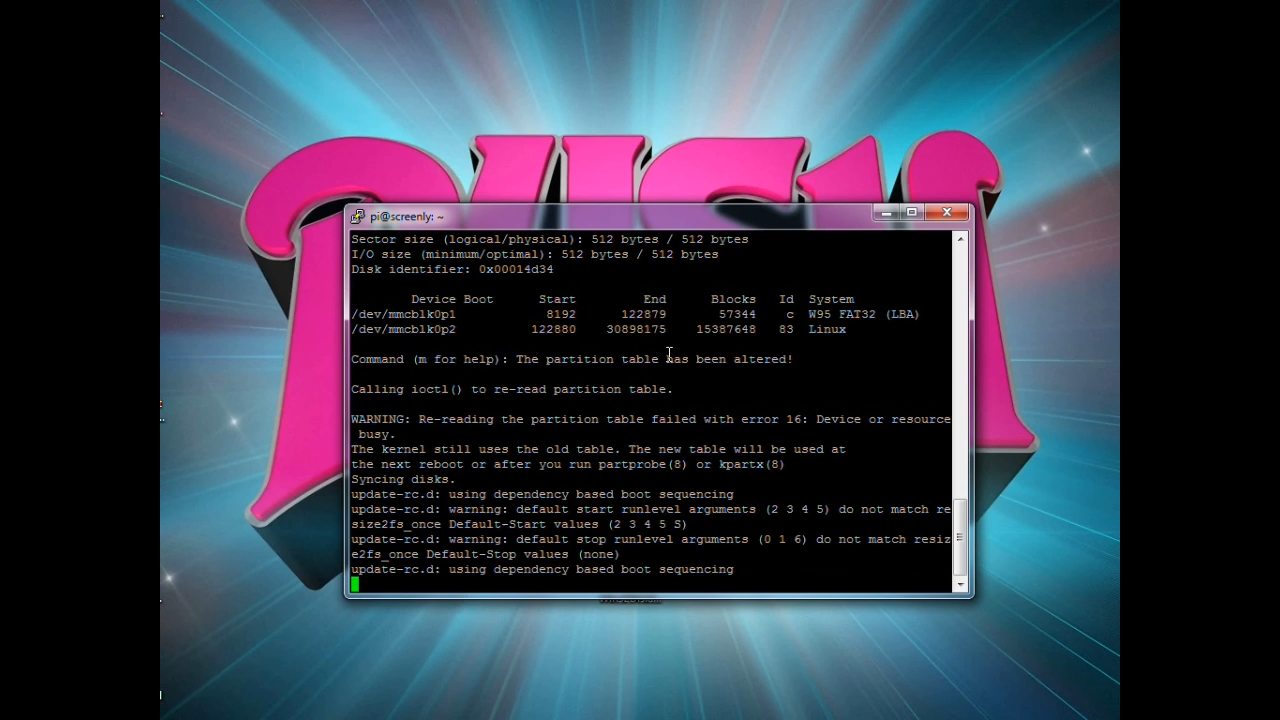 pi@screenly: ~
Sector size (logical/physical): 512 bytes / 512 bytes
I/O size (minimum/optimal): 512 bytes / 512 bytes
Disk identifier: 0x00014d34
Device Boot Start End Blocks Id System
/dev/mmcblk0p1 8192 122879 57344 c W95 FAT32 (LBA)
/dev/mmcblk0p2 122880 30898175 15387648 83 Linux
Command (m for help): The partition table has been altered!
Calling ioctl() to re-read partition table.
WARNING: Re-reading the partition table failed with error 16: Device or resource
busy.
The kernel still uses the old table. The new table will be used at
the next reboot or after you run partprobe(8) or kpartx(8)
Syncing disks.
update-rc.d: using dependency based boot sequencing
update-rc.d: warning: default start runlevel arguments (2 3 4 5) do not match re
size2fs_once Default-Start values (2 3 4 5 S)
update-rc.d: warning: default stop runlevel arguments (0 1 6) do not match resiz
e2fs_once Default-Stop values (none)
update-rc.d: using dependency based boot sequencing